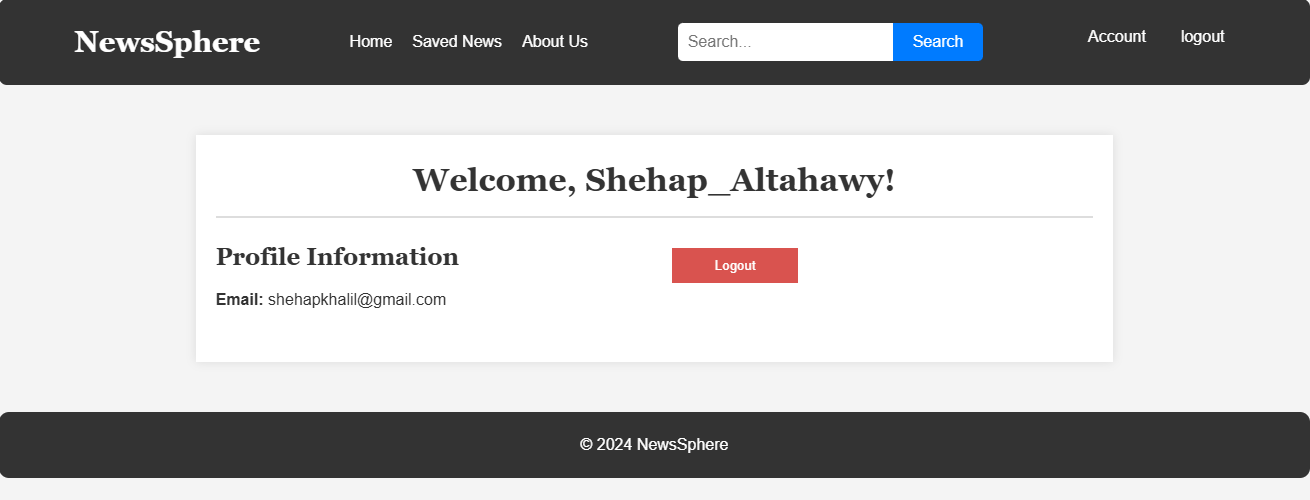 NewsSphere
Home Saved News About Us
Search... Search
Account logout
Welcome, Shehap_Altahawy!
Profile Information
Logout
Email: shehapkhalil@gmail.com
© 2024 NewsSphere